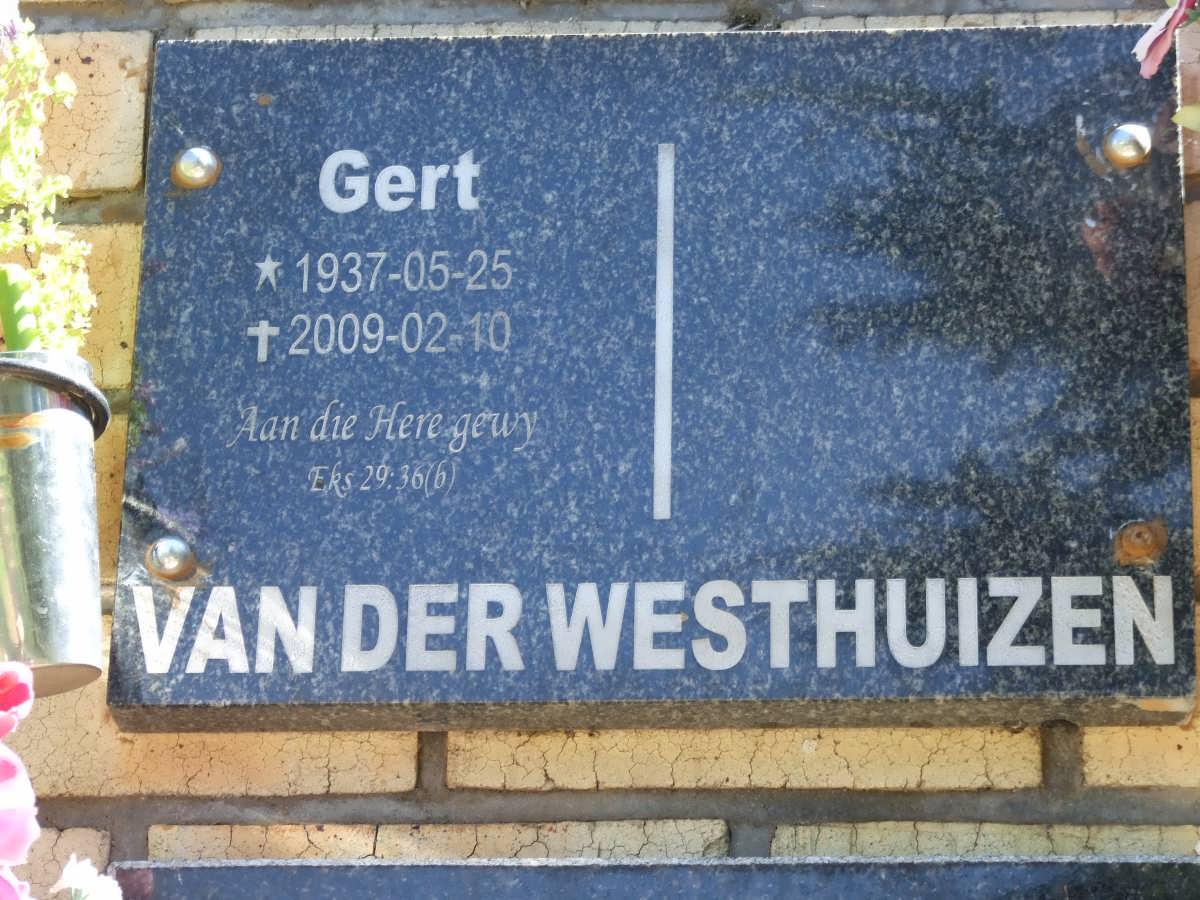 Gert
★ 1937-05-25
✝ 2009-02-10
Aan die Here gewy
Eks 29:36(b)
VAN DER WESTHUIZEN